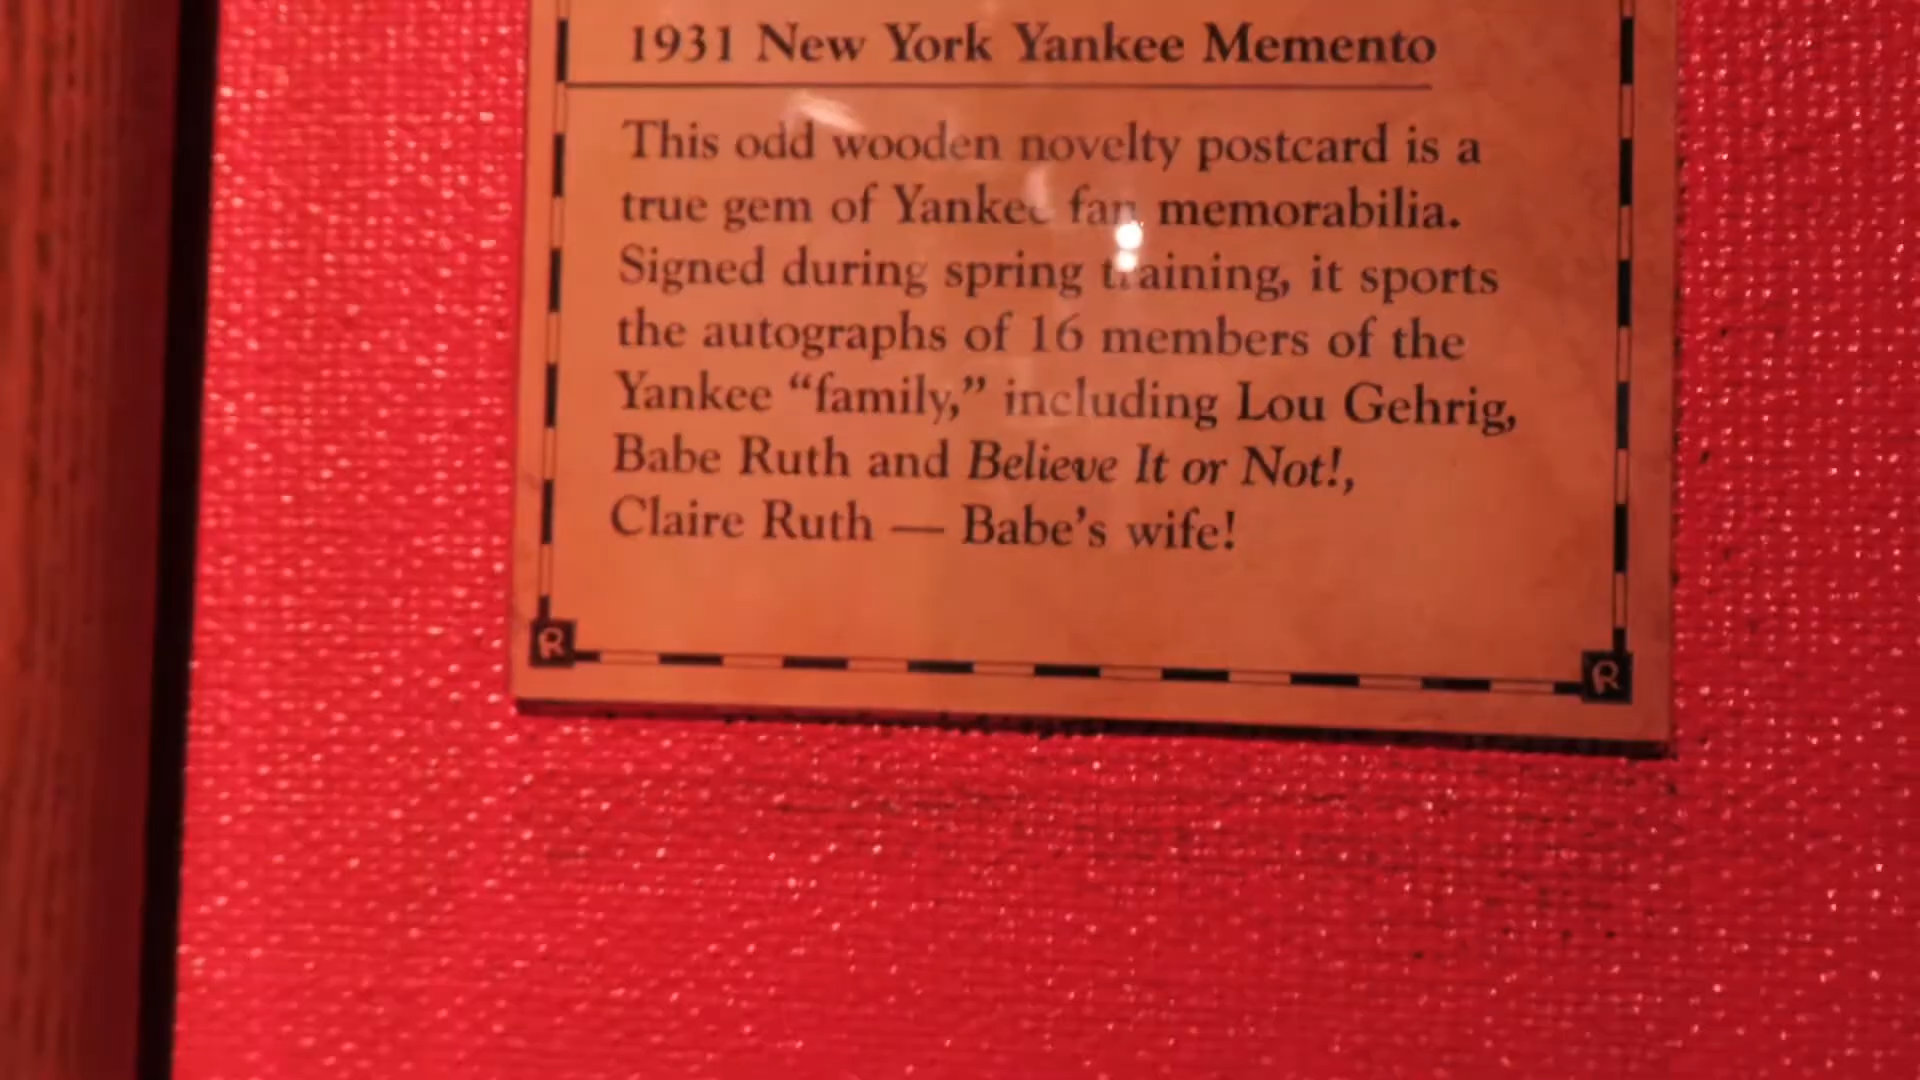 1931 New York Yankee Memento
This odd wooden novelty postcard is a
true gem of Yankee fan memorabilia.
Signed during spring training, it sports
the autographs of 16 members of the
Yankee “family,” including Lou Gehrig,
Babe Ruth and Believe It or Not!,
Claire Ruth — Babe’s wife!
R R